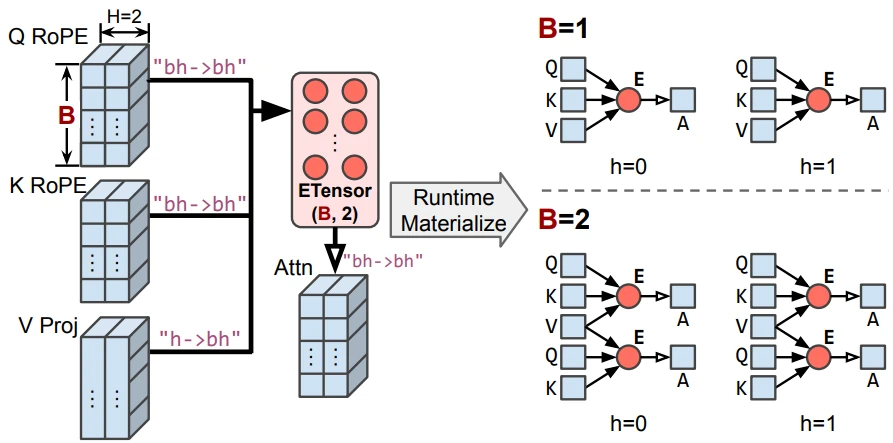 H=2
Q RoPE
"bh->bh"
B
⋮ ⋮
K RoPE
"bh->bh"
⋮ ⋮
V Proj
"h->bh"
⋮ ⋮
⋮
ETensor
(B, 2)
"bh->bh"
Attn
⋮ ⋮
Runtime
Materialize
B=1
Q
K
V
E
A
h=0
Q
K
V
E
A
h=1
B=2
Q
K
V
Q
K
E
A
E
A
h=0
Q
K
V
Q
K
E
A
E
A
h=1